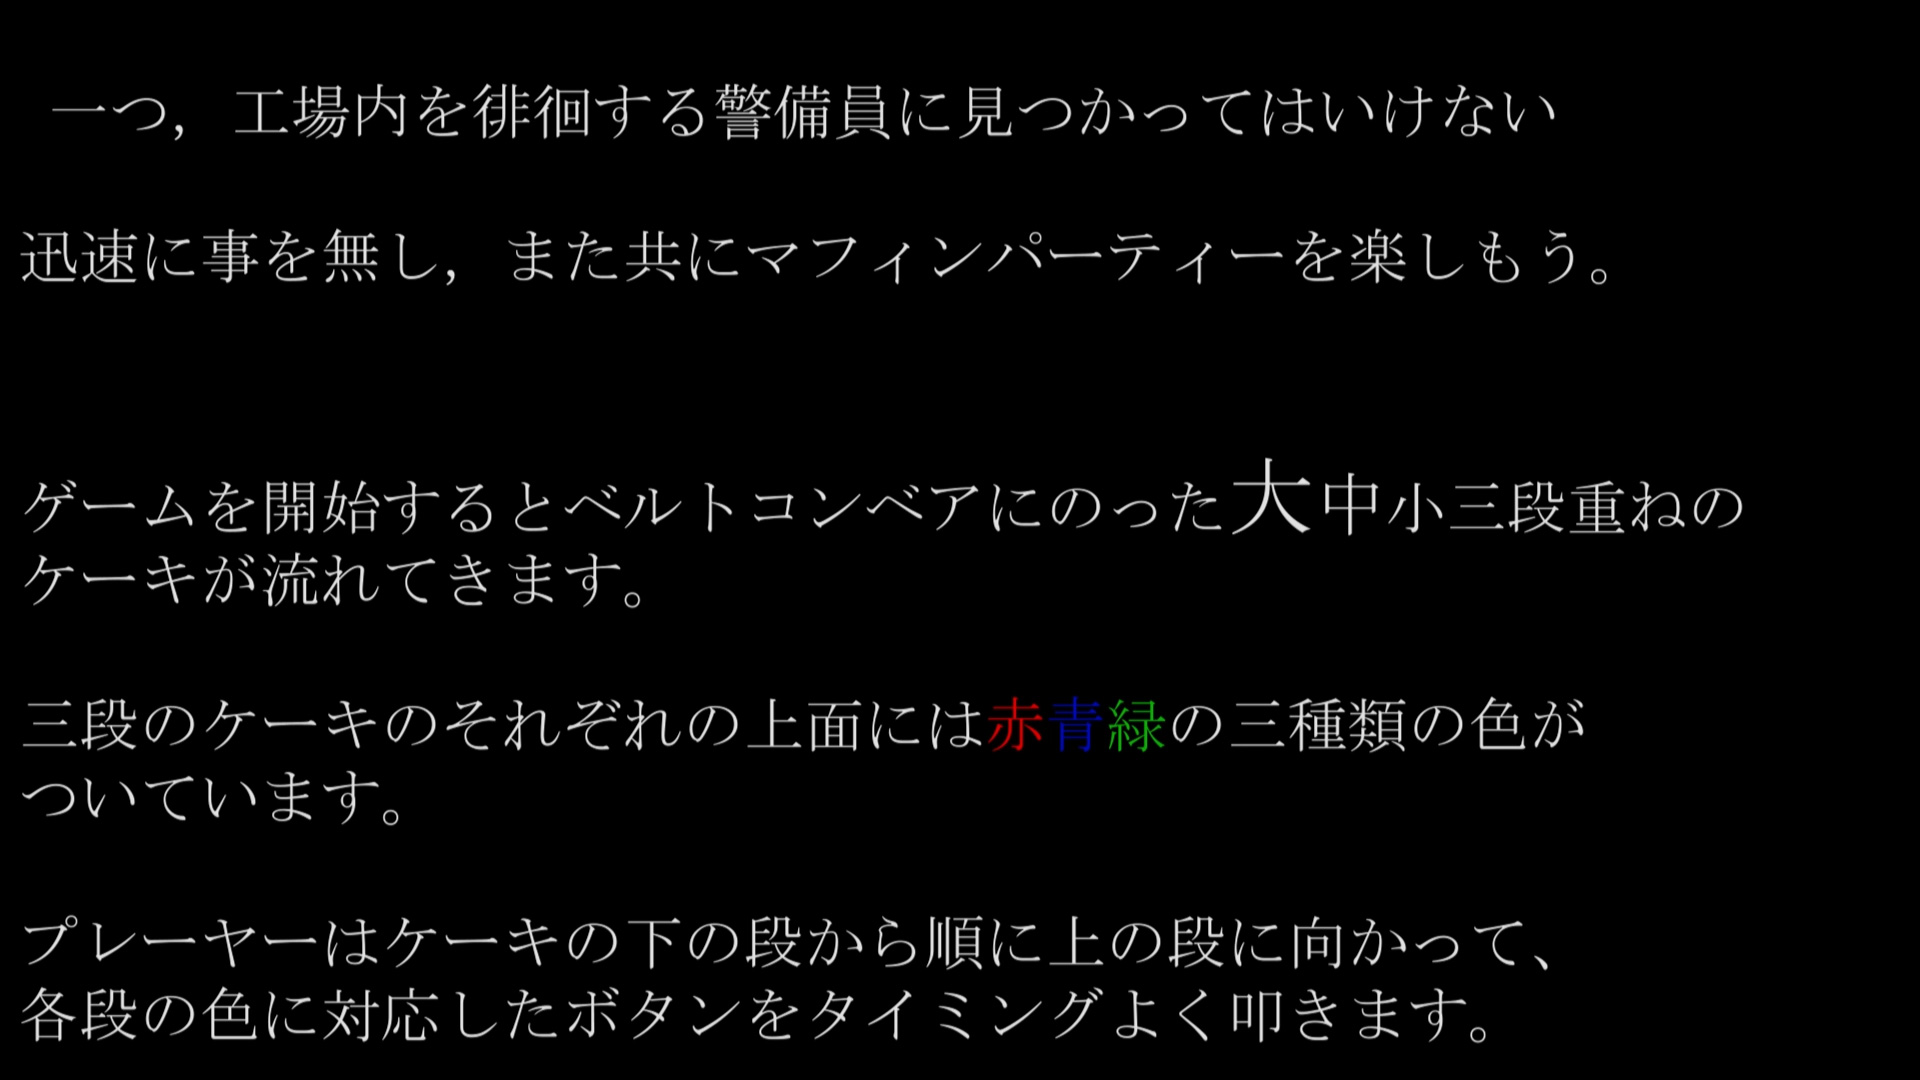 一つ，工場内を徘徊する警備員に見つかってはいけない
迅速に事を無し，また共にマフィンパーティーを楽しもう。
ゲームを開始するとベルトコンベアにのった大中小三段重ねの
ケーキが流れてきます。
三段のケーキのそれぞれの上面には赤青緑の三種類の色が
ついています。
プレーヤーはケーキの下の段から順に上の段に向かって、
各段の色に対応したボタンをタイミングよく叩きます。